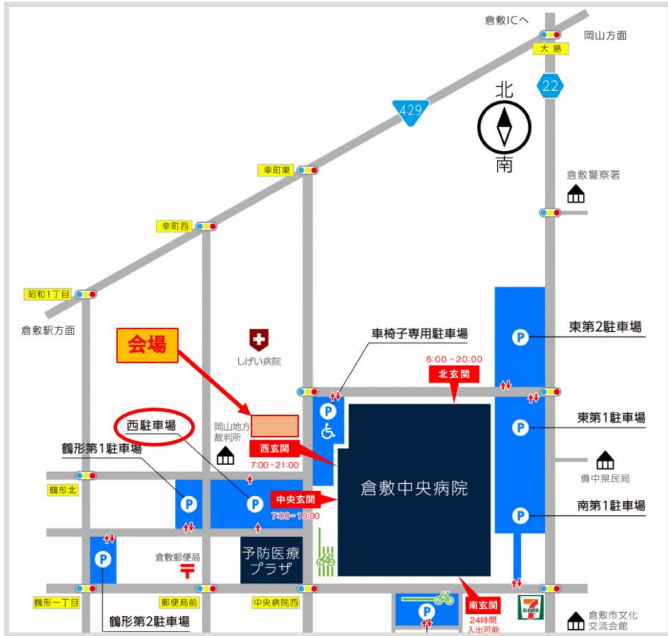 倉敷ICへ
岡山方面
大島
22
北
429
南
幸町東
倉敷警察署
幸町西
昭和1丁目
倉敷駅方面
会場
しげい病院
車椅子専用駐車場
P
東第2駐車場
6:00~20:00
北玄関
西駐車場
岡山地方
裁判所
P
西玄関
7:00~21:00
P
東第1駐車場
鶴形第1駐車場
倉敷中央病院
備中県民局
鶴形北
P
P
中央玄関
南第1駐車場
P
倉敷郵便局
予防医療
プラザ
P
鶴形一丁目
郵便局前
中央病院西
鶴形第2駐車場
P
南玄関
24時間
入出可能
7
ELEVEN
倉敷市文化
交流会館